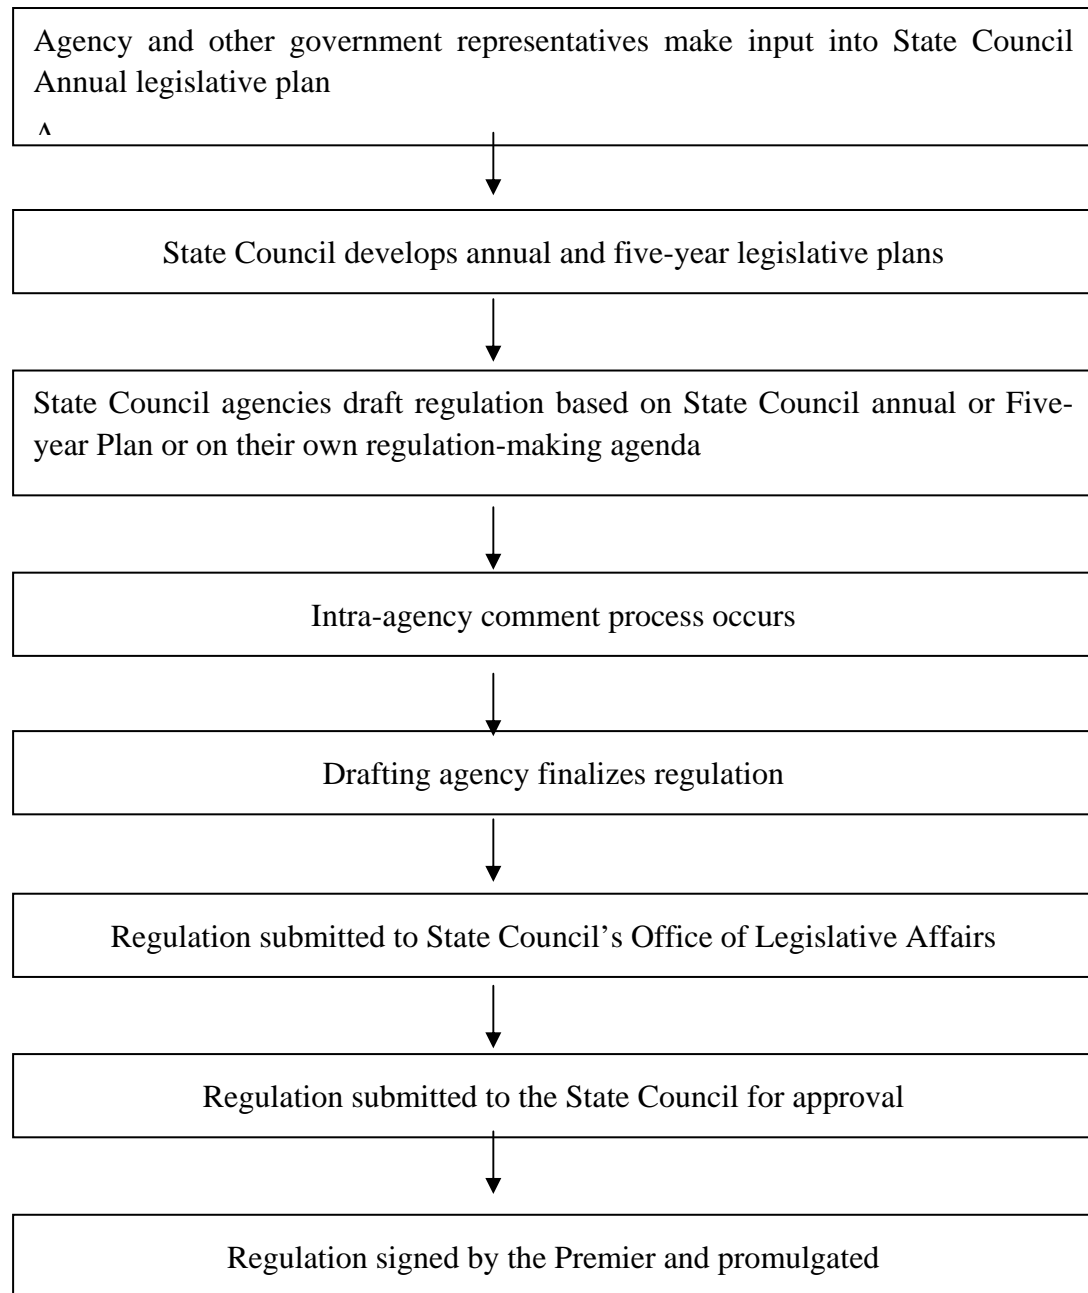 Agency and other government representatives make input into State Council
Annual legislative plan
State Council develops annual and five-year legislative plans
State Council agencies draft regulation based on State Council annual or Five-
year Plan or on their own regulation-making agenda
Intra-agency comment process occurs
Drafting agency finalizes regulation
Regulation submitted to State Council’s Office of Legislative Affairs
Regulation submitted to the State Council for approval
Regulation signed by the Premier and promulgated